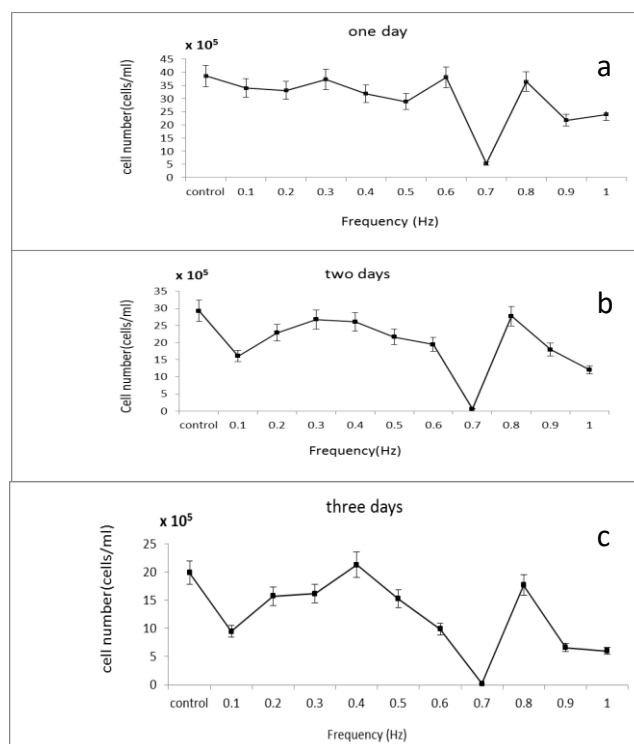 one day
a
x 10⁵
45
40
35
30
25
20
15
10
5
0
cell number(cells/ml)
control 0.1 0.2 0.3 0.4 0.5 0.6 0.7 0.8 0.9 1
Frequency (Hz)
two days
b
x 10⁵
35
30
25
20
15
10
5
0
Cell number(cells/ml)
control 0.1 0.2 0.3 0.4 0.5 0.6 0.7 0.8 0.9 1
Frequency(Hz)
three days
c
x 10⁵
25
20
15
10
5
0
cell number(cells/ml)
control 0.1 0.2 0.3 0.4 0.5 0.6 0.7 0.8 0.9 1
Frequency (Hz)